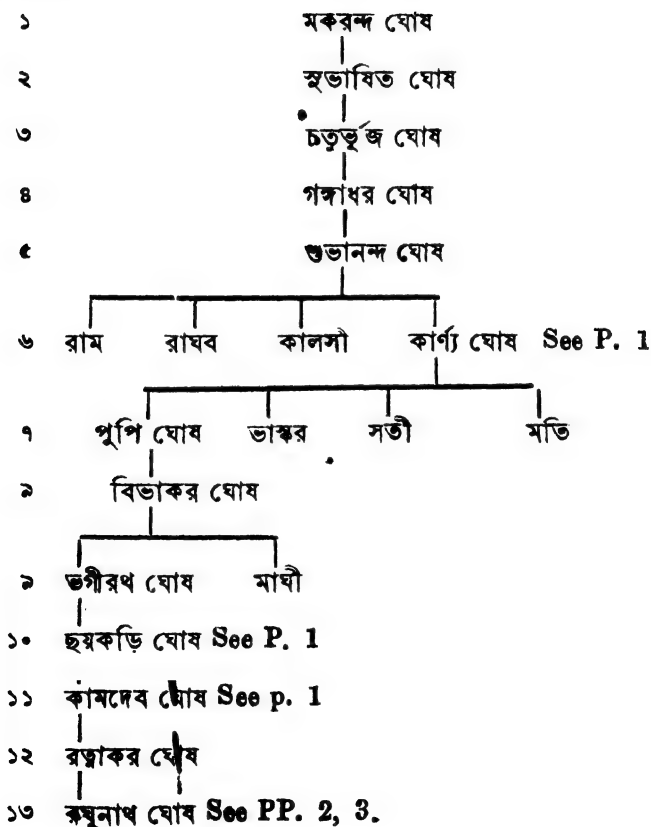 ১ মকরন্দ ঘোষ
২ সুভাষিত ঘোষ
৩ চতুর্ভূজ ঘোষ
৪ গঙ্গাধর ঘোষ
৫ শুভানন্দ ঘোষ
৬ রাম রাঘব কালসী কার্ণ্য ঘোষ See P. 1
৭ পুপি ঘোষ ভাস্কর সতী মতি
৯ বিভাকর ঘোষ
৯ ভগীরথ ঘোষ মাঘী
১০ ছয়কড়ি ঘোষ See P. 1
১১ কামদেব ঘোষ See p. 1
১২ রত্নাকর ঘোষ
১৩ রঘুনাথ ঘোষ See PP. 2, 3.